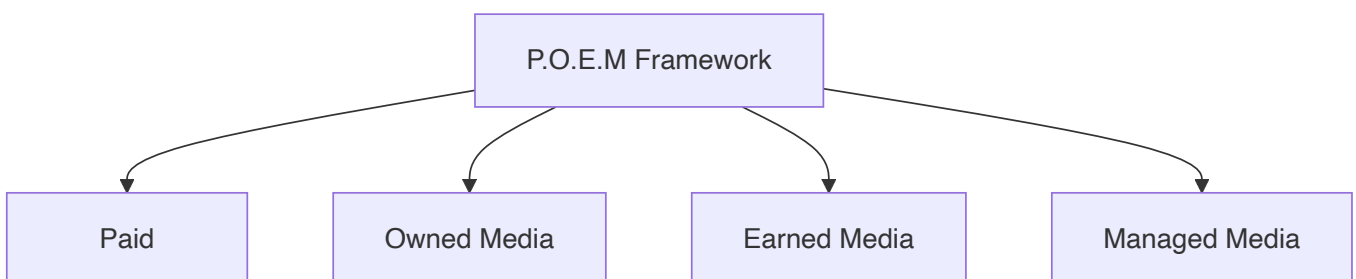 P.O.E.M Framework
Paid
Owned Media
Earned Media
Managed Media